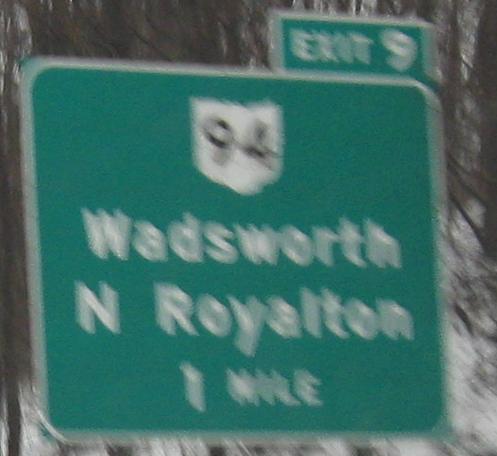 EXIT 9
94
Wadsworth
N Royalton
1 MILE